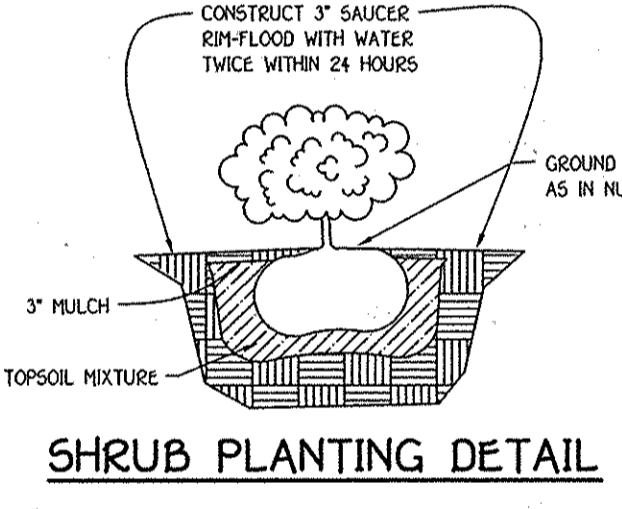 CONSTRUCT 3" SAUCER
RIM-FLOOD WITH WATER
TWICE WITHIN 24 HOURS
GROUND
AS IN
3" MULCH
TOPSOIL MIXTURE
SHRUB PLANTING DETAIL